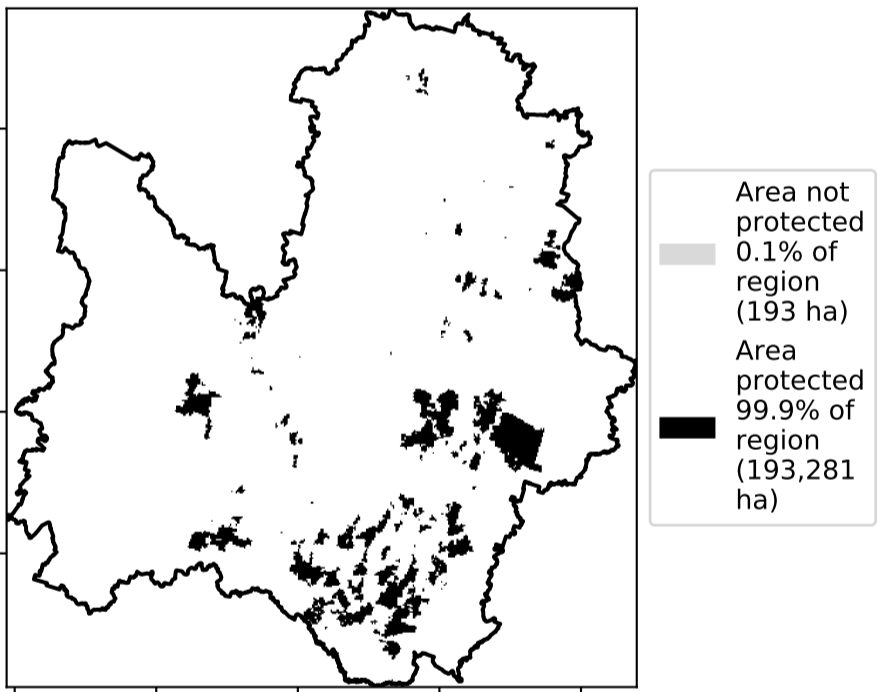 Area not
protected
0.1% of
region
(193 ha)
Area
protected
99.9% of
region
(193,281
ha)